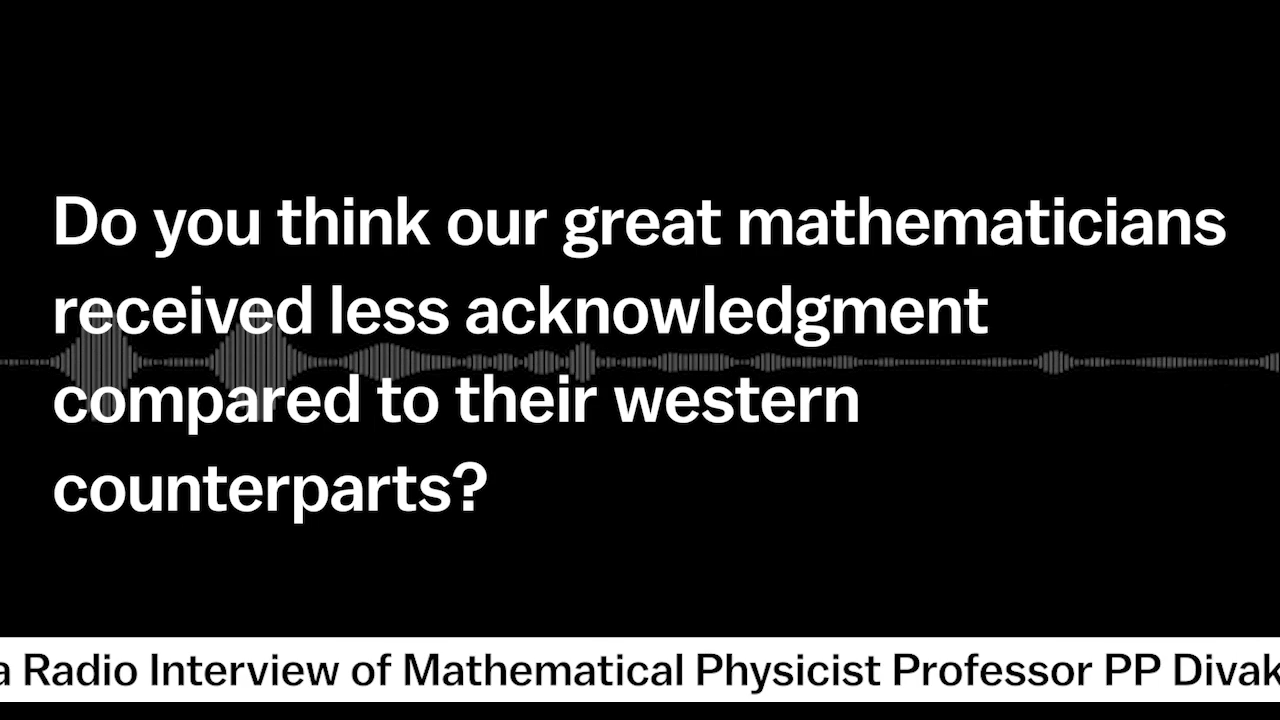 Do you think our great mathematicians
received less acknowledgment
compared to their western
counterparts?
a Radio Interview of Mathematical Physicist Professor PP Divak